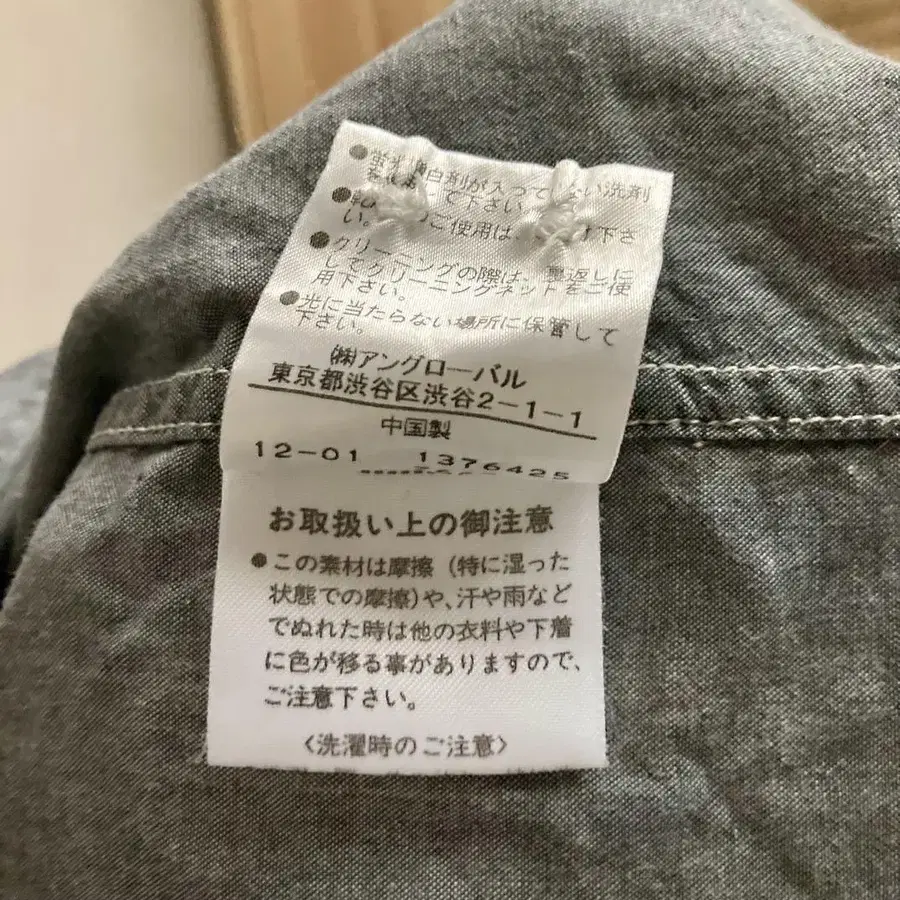 ●蛍光 白剤が入って ない洗剤
て下さい
●
い。 のご使用は、 下さ
●クリーニングの際は、裏返しに
してクリーニングネットをご使
用下さい。
●光に当たらない場所に保管して
下さい。
㈱アングローバル
東京都渋谷区渋谷2-1-1
中国製
12-01 1376425
お取扱い上の御注意
●この素材は摩擦(特に湿った
状態での摩擦)や、汗や雨など
でぬれた時は他の衣料や下着
に色が移る事がありますので、
ご注意下さい。
〈洗濯時のご注意〉